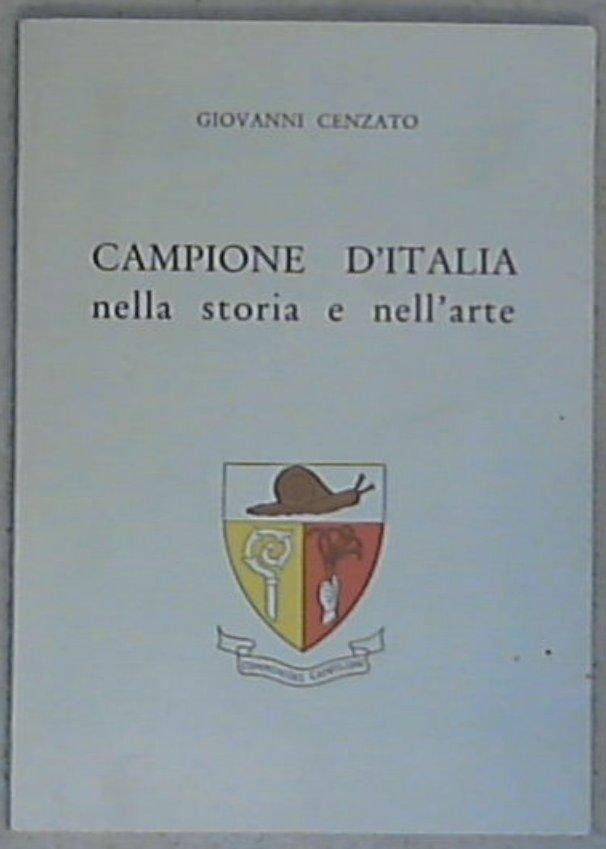 GIOVANNI CENZATO
CAMPIONE D'ITALIA
nella storia e nell'arte